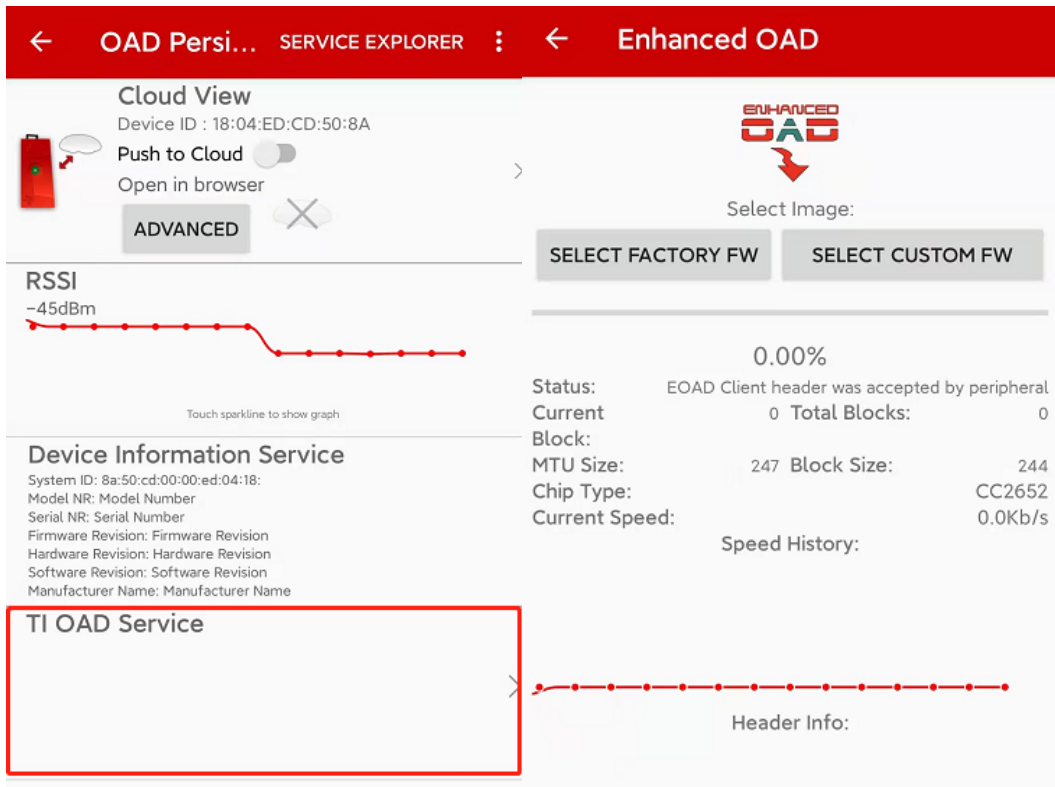 OAD Persi...
SERVICE EXPLORER
Cloud View
Device ID : 18:04:ED:CD:50:8A
Push to Cloud
Open in browser
ADVANCED
RSSI
-45dBm
Touch sparkline to show graph
Device Information Service
System ID: 8a:50:cd:00:00:ed:04:18:
Model NR: Model Number
Serial NR: Serial Number
Firmware Revision: Firmware Revision
Hardware Revision: Hardware Revision
Software Revision: Software Revision
Manufacturer Name: Manufacturer Name
TI OAD Service
Enhanced OAD
ENHANCED
OAD
Select Image:
SELECT FACTORY FW
SELECT CUSTOM FW
0.00%
Status: EOAD Client header was accepted by peripheral
Current Block: 0 Total Blocks: 0
MTU Size: 247 Block Size: 244
Chip Type: CC2652
Current Speed: 0.0Kb/s
Speed History:
Header Info: